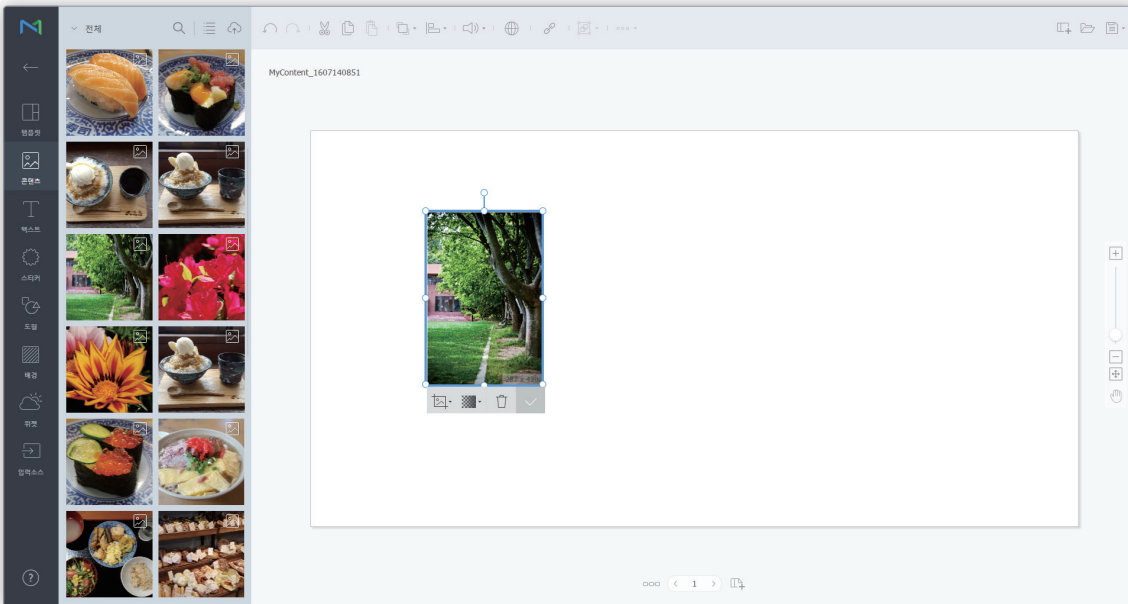 전체
MyContent_1607140851
템플릿
콘텐츠
텍스트
스티커
도형
배경
위젯
입력소스
1
?